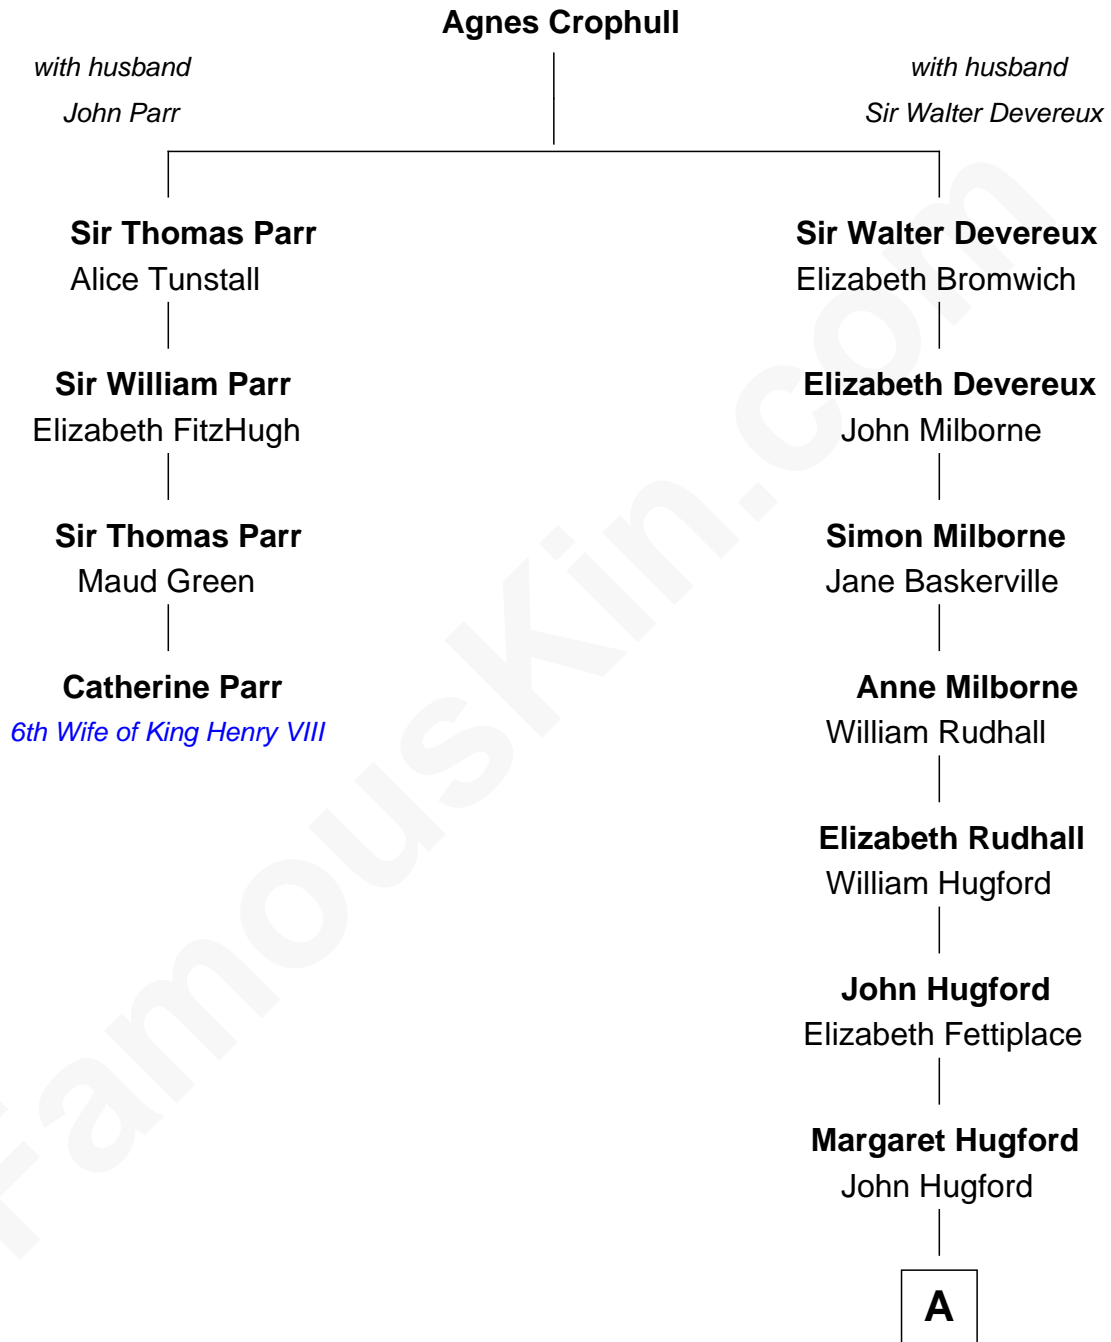 Agnes Crophull
with husband
John Parr
with husband
Sir Walter Devereux
Sir Thomas Parr
Alice Tunstall
Sir William Parr
Elizabeth FitzHugh
Sir Thomas Parr
Maud Green
Catherine Parr
6th Wife of King Henry VIII
Sir Walter Devereux
Elizabeth Bromwich
Elizabeth Devereux
John Milborne
Simon Milborne
Jane Baskerville
Anne Milborne
William Rudhall
Elizabeth Rudhall
William Hugford
John Hugford
Elizabeth Fettiplace
Margaret Hugford
John Hugford
A
FamousKin.com